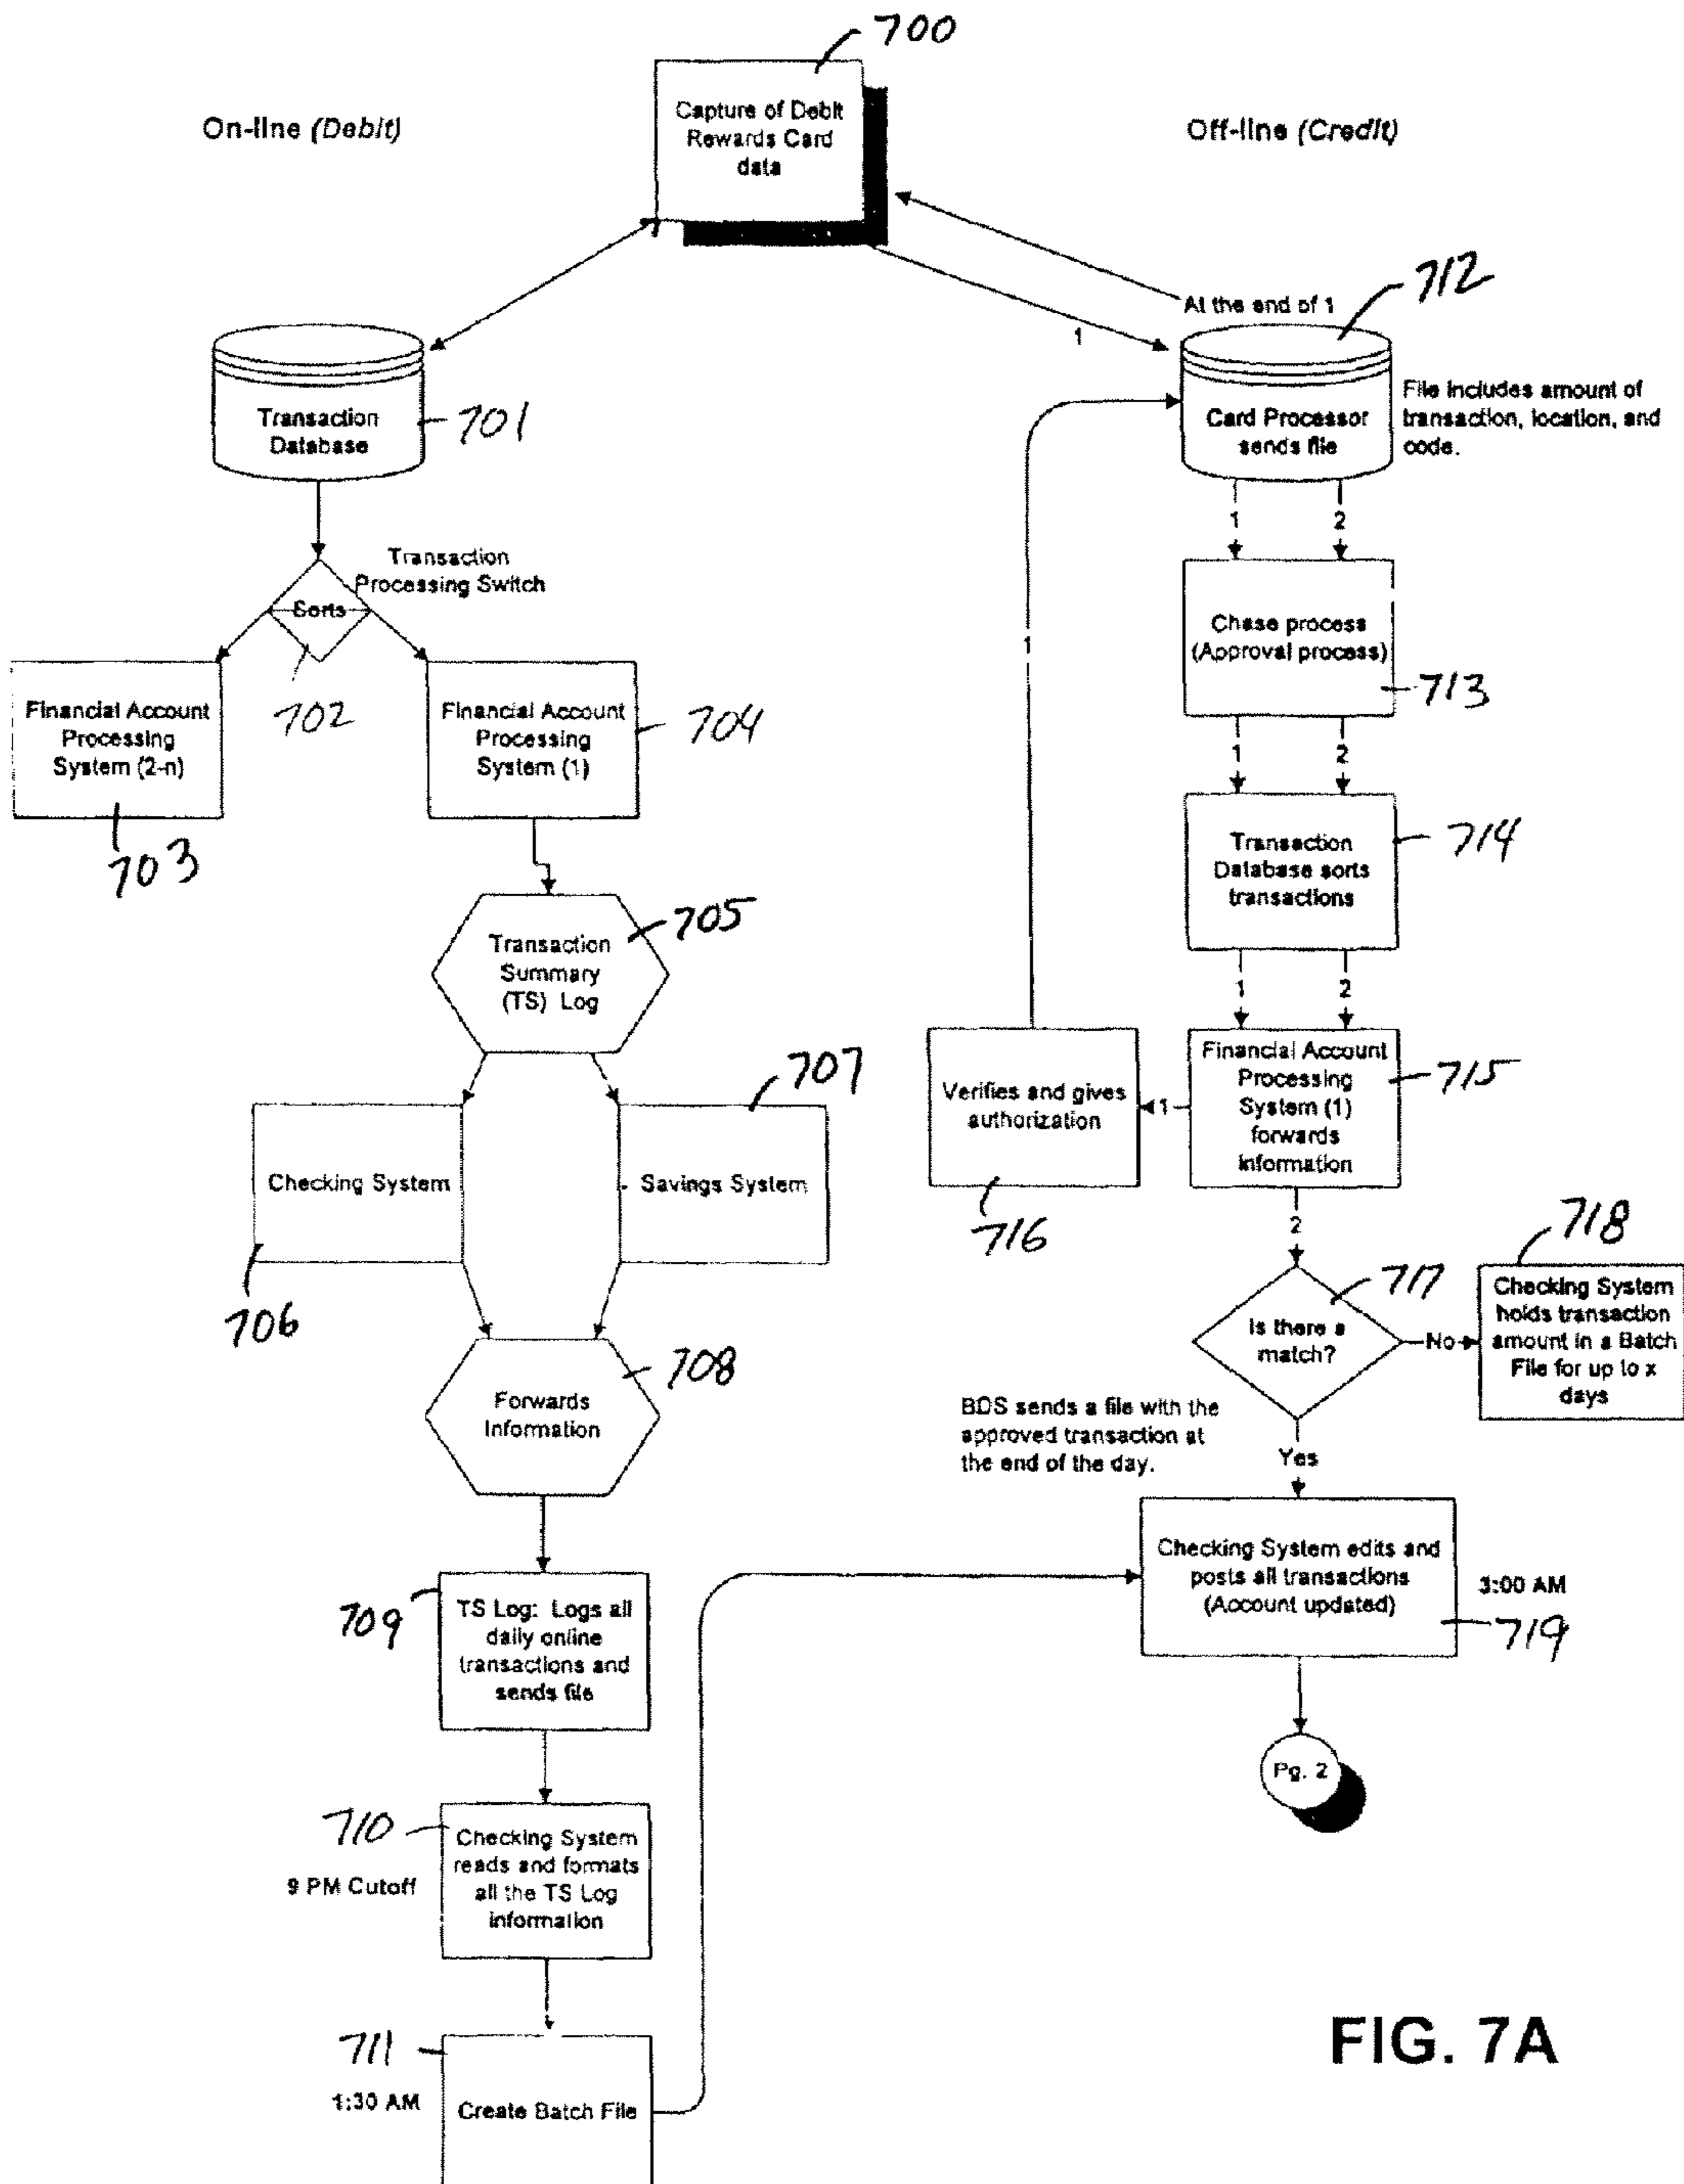 700
Capture of Debit
Rewards Card
data
On-line (Debit)
Off-line (Credit)
712
At the end of 1
1
Transaction
Database
701
Card Processor
sends file
File includes amount of
transaction, location, and
code.
1
2
Transaction
Processing Switch
Sorts
702
Financial Account
Processing
System (2-n)
703
Financial Account
Processing
System (1)
704
1
Chase process
(Approval process)
713
1
2
Transaction
Database sorts
transactions
714
1
2
Transaction
Summary
(TS) Log
705
Checking System
706
Savings System
707
Verifies and gives
authorization
716
1
Financial Account
Processing
System (1)
forwards
information
715
2
Is there a
match?
717
No
718
Checking System
holds transaction
amount in a Batch
File for up to x
days
Forwards
Information
708
BDS sends a file with the
approved transaction at
the end of the day.
Yes
Checking System edits and
posts all transactions
(Account updated)
3:00 AM
719
709
TS Log: Logs all
daily online
transactions and
sends file
Pg. 2
710
9 PM Cutoff
Checking System
reads and formats
all the TS Log
information
711
1:30 AM
Create Batch File
FIG. 7A